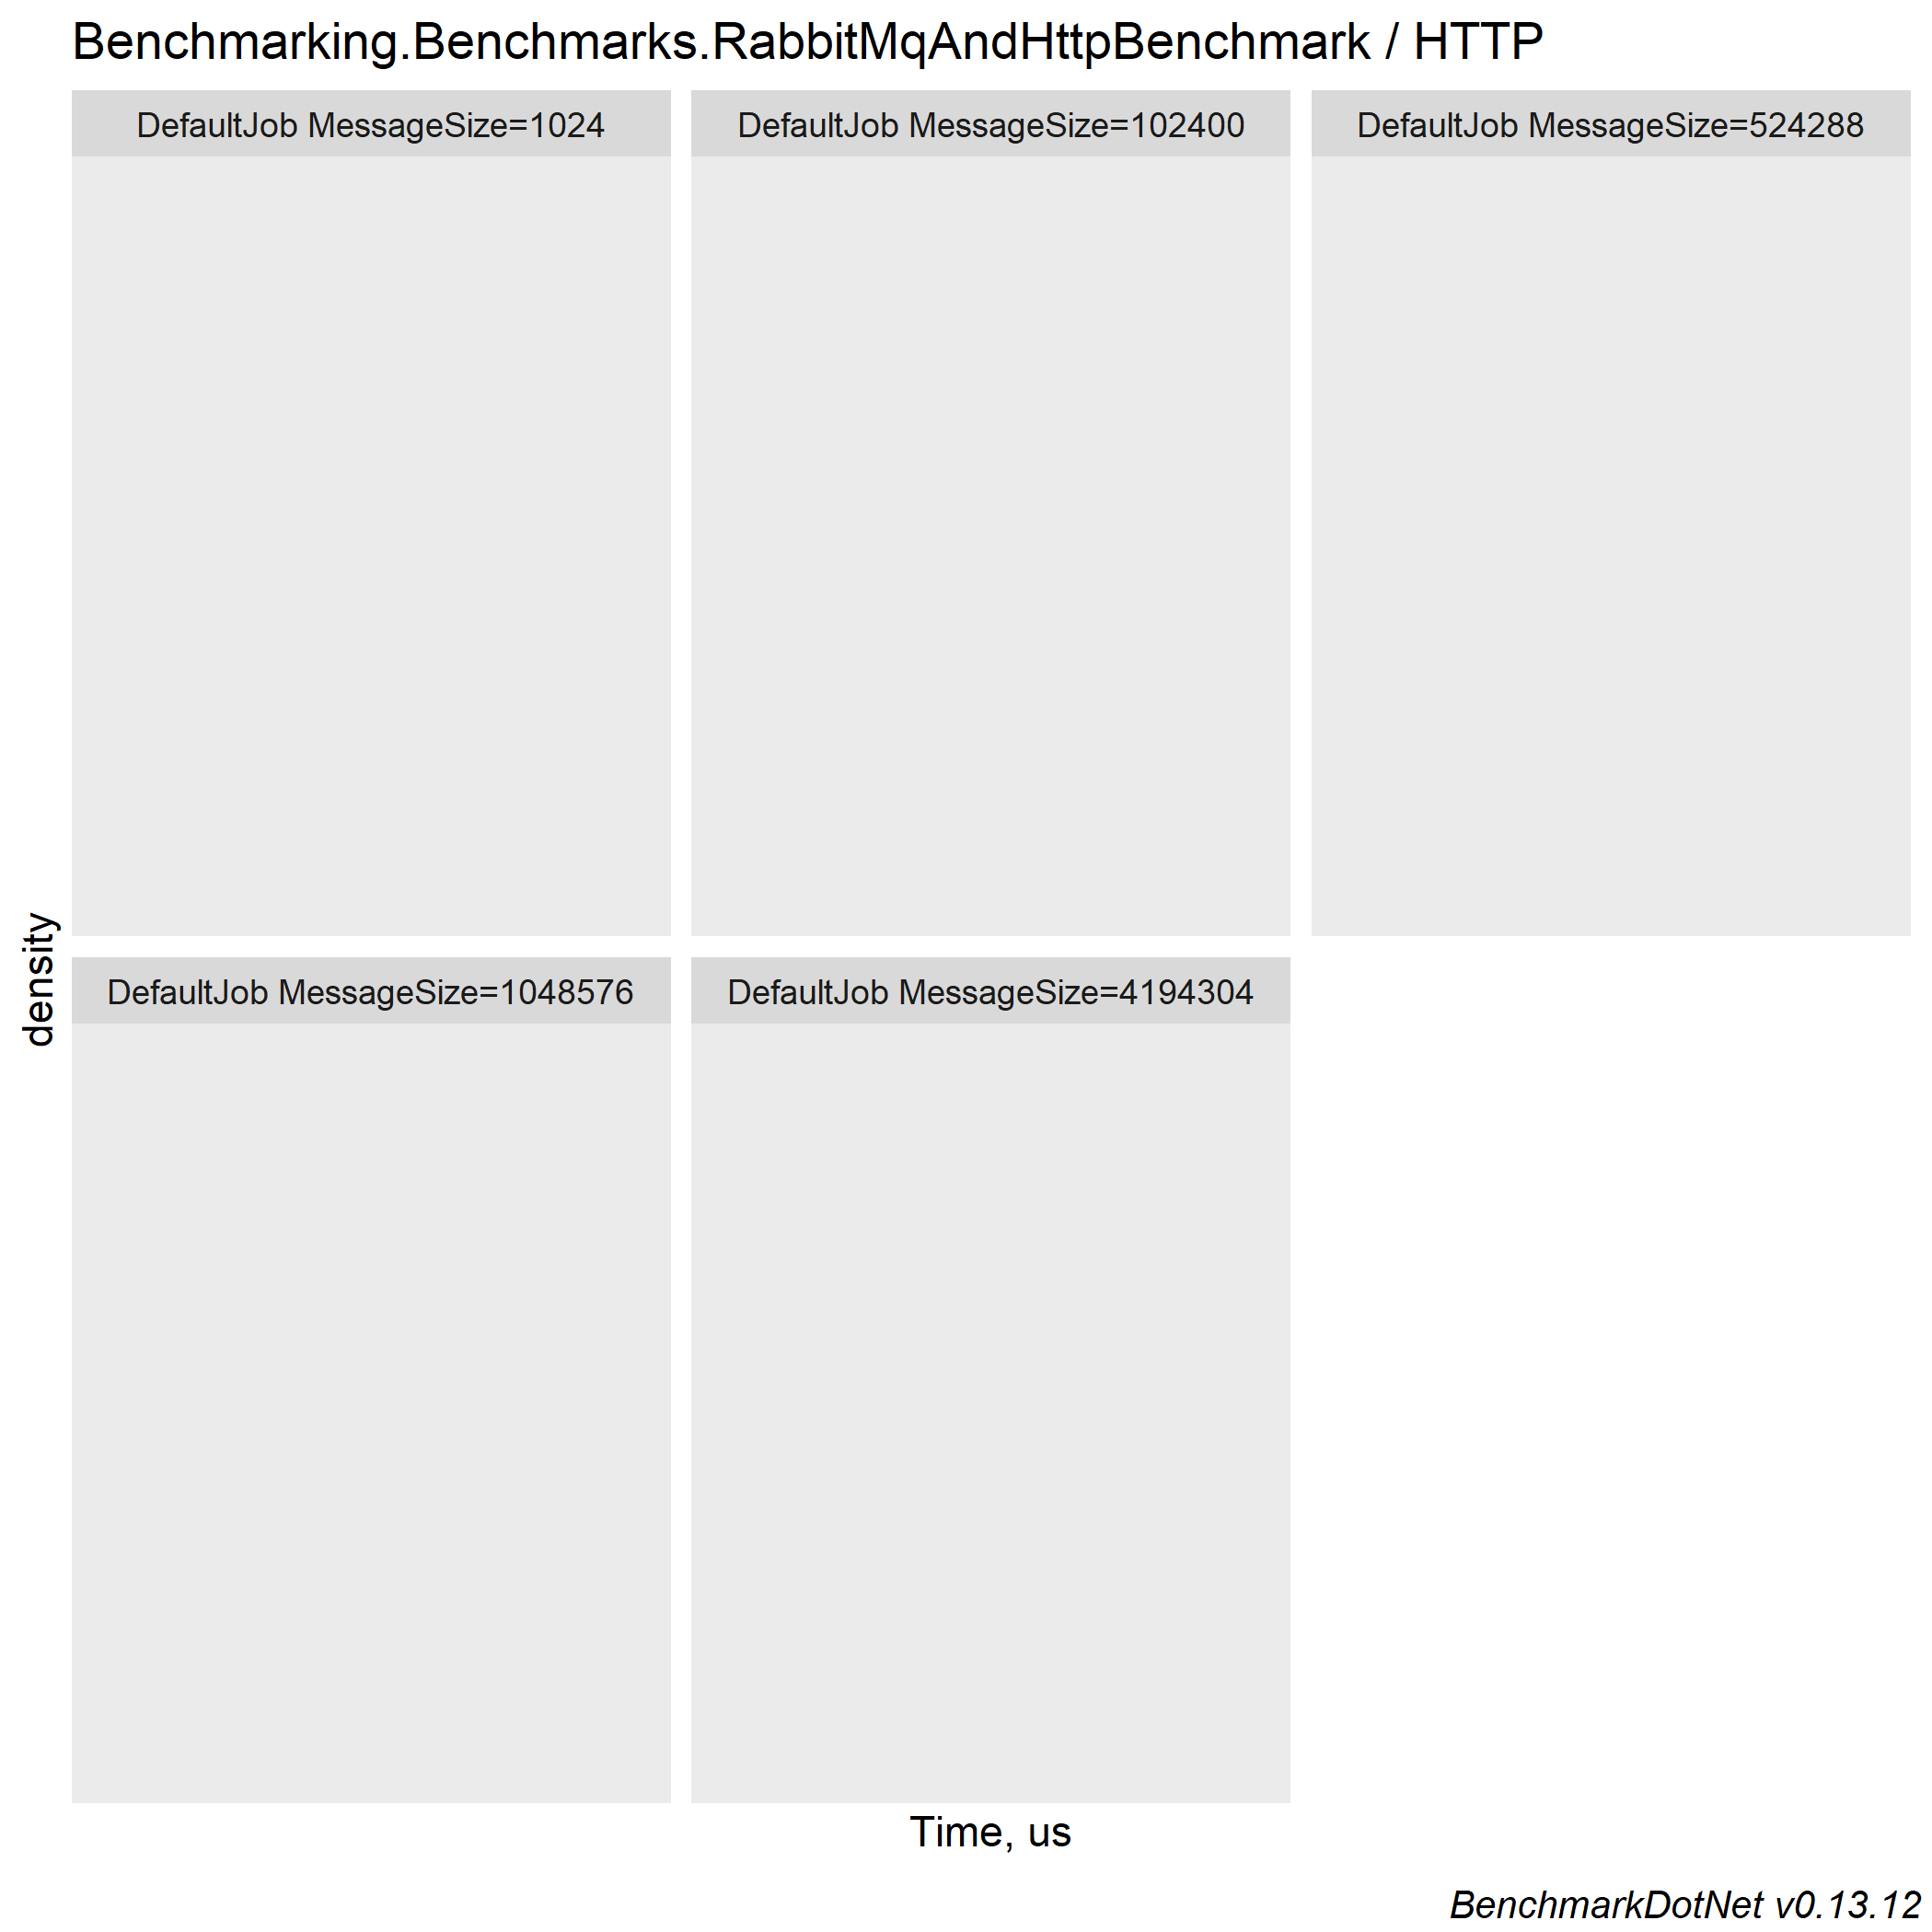 Benchmarking.Benchmarks.RabbitMqAndHttpBenchmark / HTTP
DefaultJob MessageSize=1024
DefaultJob MessageSize=102400
DefaultJob MessageSize=524288
density
DefaultJob MessageSize=1048576
DefaultJob MessageSize=4194304
Time, us
BenchmarkDotNet v0.13.12